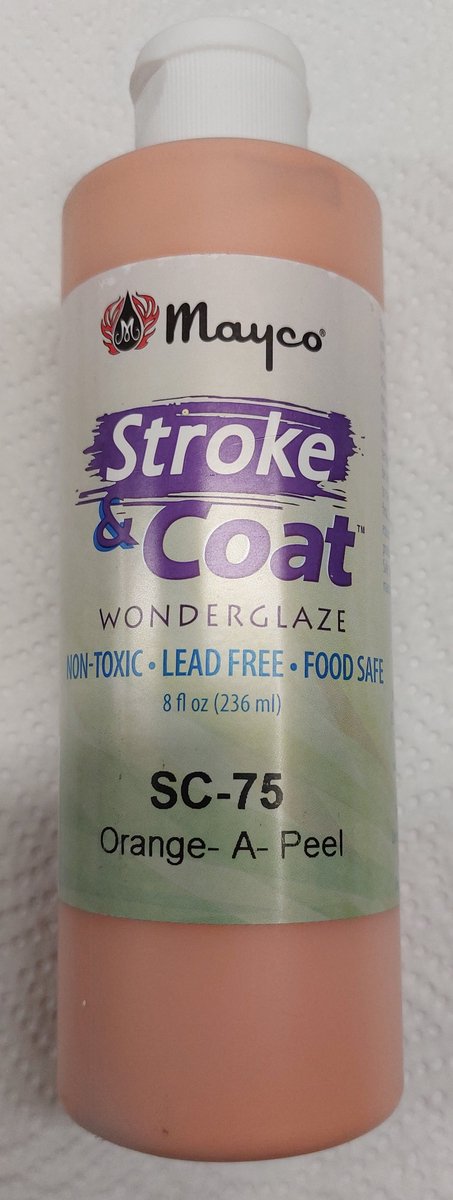 Mayco®
Stroke
& Coat™
WONDERGLAZE
NON-TOXIC • LEAD FREE • FOOD SAFE
8 fl oz (236 ml)
SC-75
Orange- A- Peel